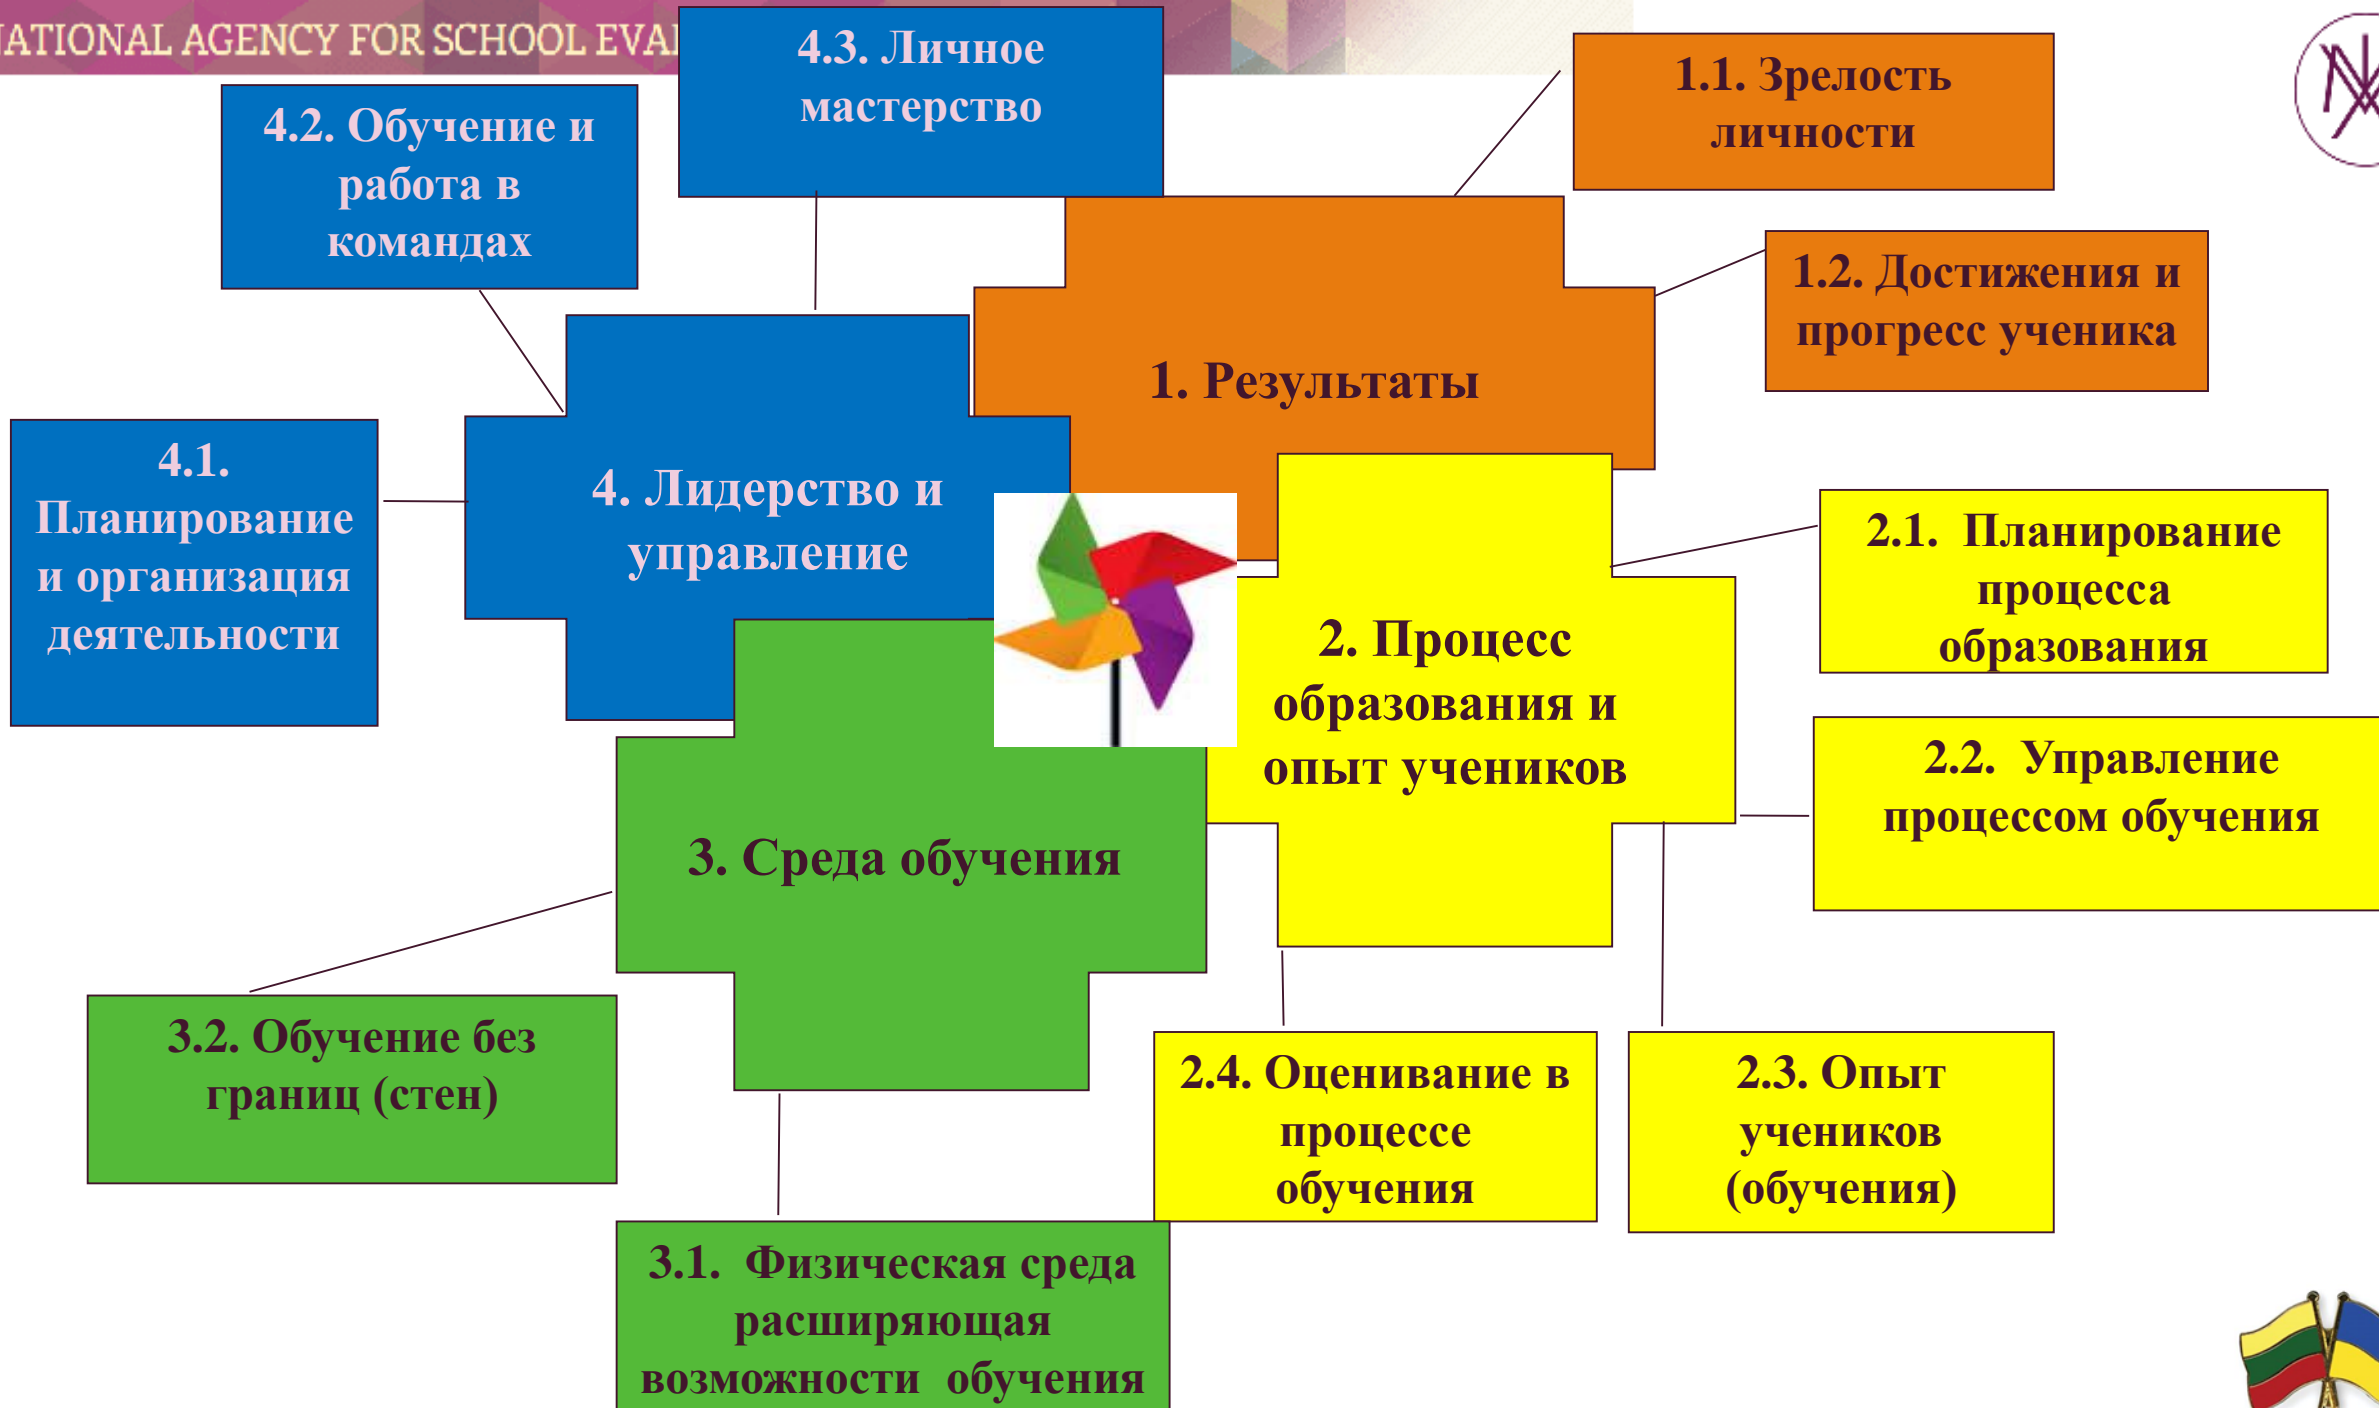 NATIONAL AGENCY FOR SCHOOL
4.3. Личное
мастерство
1.1. Зрелость
личности
4.2. Обучение и
работа в
командах
1.2. Достижения и
прогресс ученика
1. Результаты
4.1.
Планирование
и организация
деятельности
4. Лидерство и
управление
2.1. Планирование
процесса
образования
2. Процесс
образования и
опыт учеников
2.2. Управление
процессом обучения
3. Среда обучения
3.2. Обучение без
границ (стен)
2.4. Оценивание в
процессе
обучения
2.3. Опыт
учеников
(обучения)
3.1. Физическая среда
расширяющая
возможности обучения